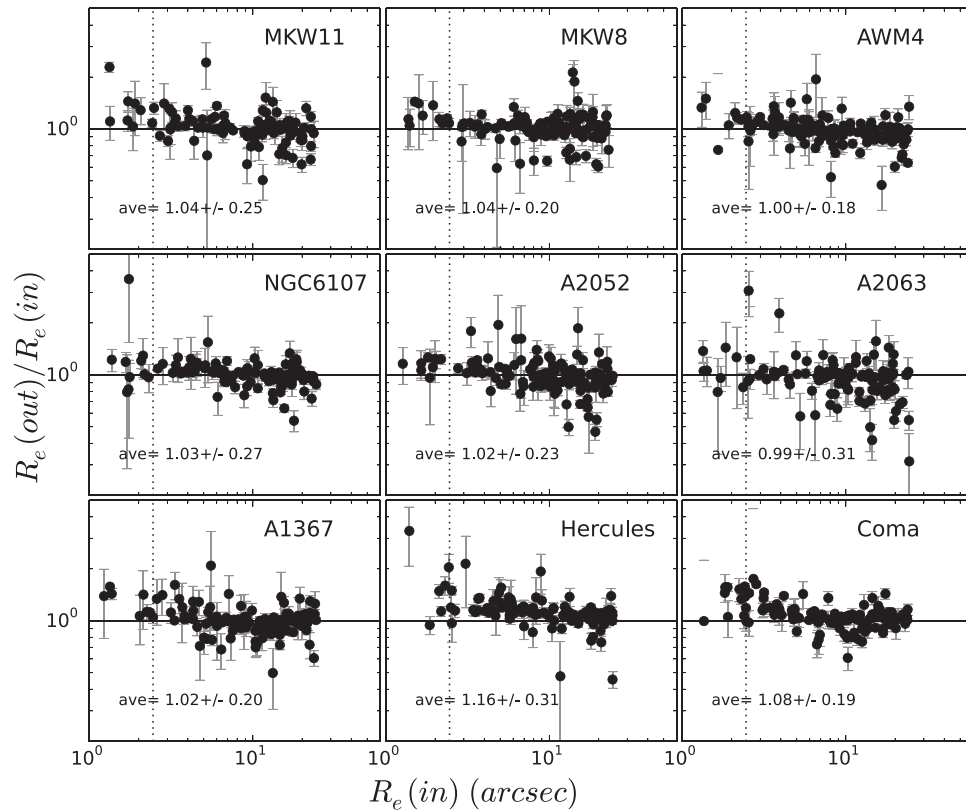 MKW11
MKW8
AWM4
10^0
ave= 1.04+/- 0.25
ave= 1.04+/- 0.20
ave= 1.00+/- 0.18
NGC6107
A2052
A2063
10^0
ave= 1.03+/- 0.27
ave= 1.02+/- 0.23
ave= 0.99+/- 0.31
A1367
Hercules
Coma
10^0
ave= 1.02+/- 0.20
ave= 1.16+/- 0.31
ave= 1.08+/- 0.19
10^0 10^1 10^0 10^1 10^0 10^1
R_e(out)/R_e(in)
R_e(in) (arcsec)